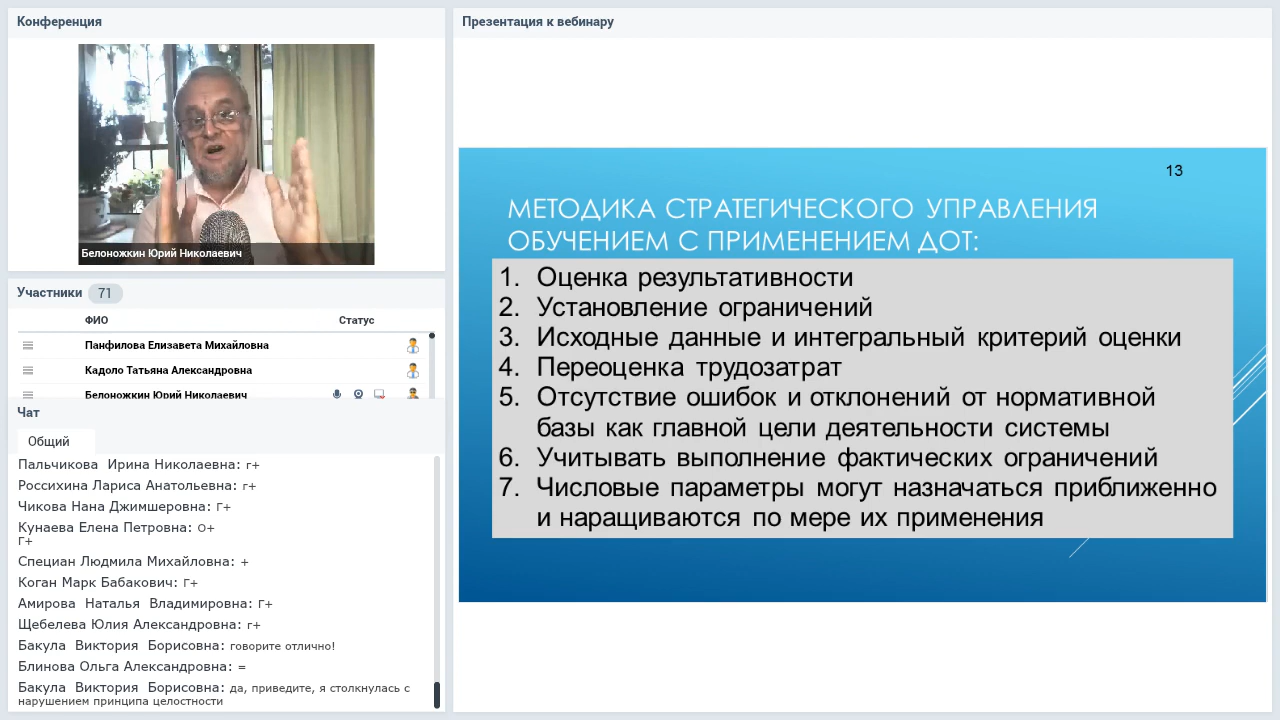 Конференция
Белоножкин Юрий Николаевич
Участники 71
ФИО Статус
Панфилова Елизавета Михайловна
Кадоло Татьяна Александровна
Белоножкин Юрий Николаевич
Чат
Общий
Пальчикова Ирина Николаевна: г+
Россихина Лариса Анатольевна: г+
Чикова Нана Джимшеровна: Г+
Кунаева Елена Петровна: О+
Г+
Специан Людмила Михайловна: +
Коган Марк Бабакович: Г+
Амирова Наталья Владимировна: Г+
Щебелева Юлия Александровна: г+
Бакула Виктория Борисовна: говорите отлично!
Блинова Ольга Александровна: =
Бакула Виктория Борисовна: да, приведите, я столкнулась с
нарушением принципа целостности
Презентация к вебинару
13
МЕТОДИКА СТРАТЕГИЧЕСКОГО УПРАВЛЕНИЯ
ОБУЧЕНИЕМ С ПРИМЕНЕНИЕМ ДОТ:
1. Оценка результативности
2. Установление ограничений
3. Исходные данные и интегральный критерий оценки
4. Переоценка трудозатрат
5. Отсутствие ошибок и отклонений от нормативной
базы как главной цели деятельности системы
6. Учитывать выполнение фактических ограничений
7. Числовые параметры могут назначаться приближенно
и наращиваются по мере их применения